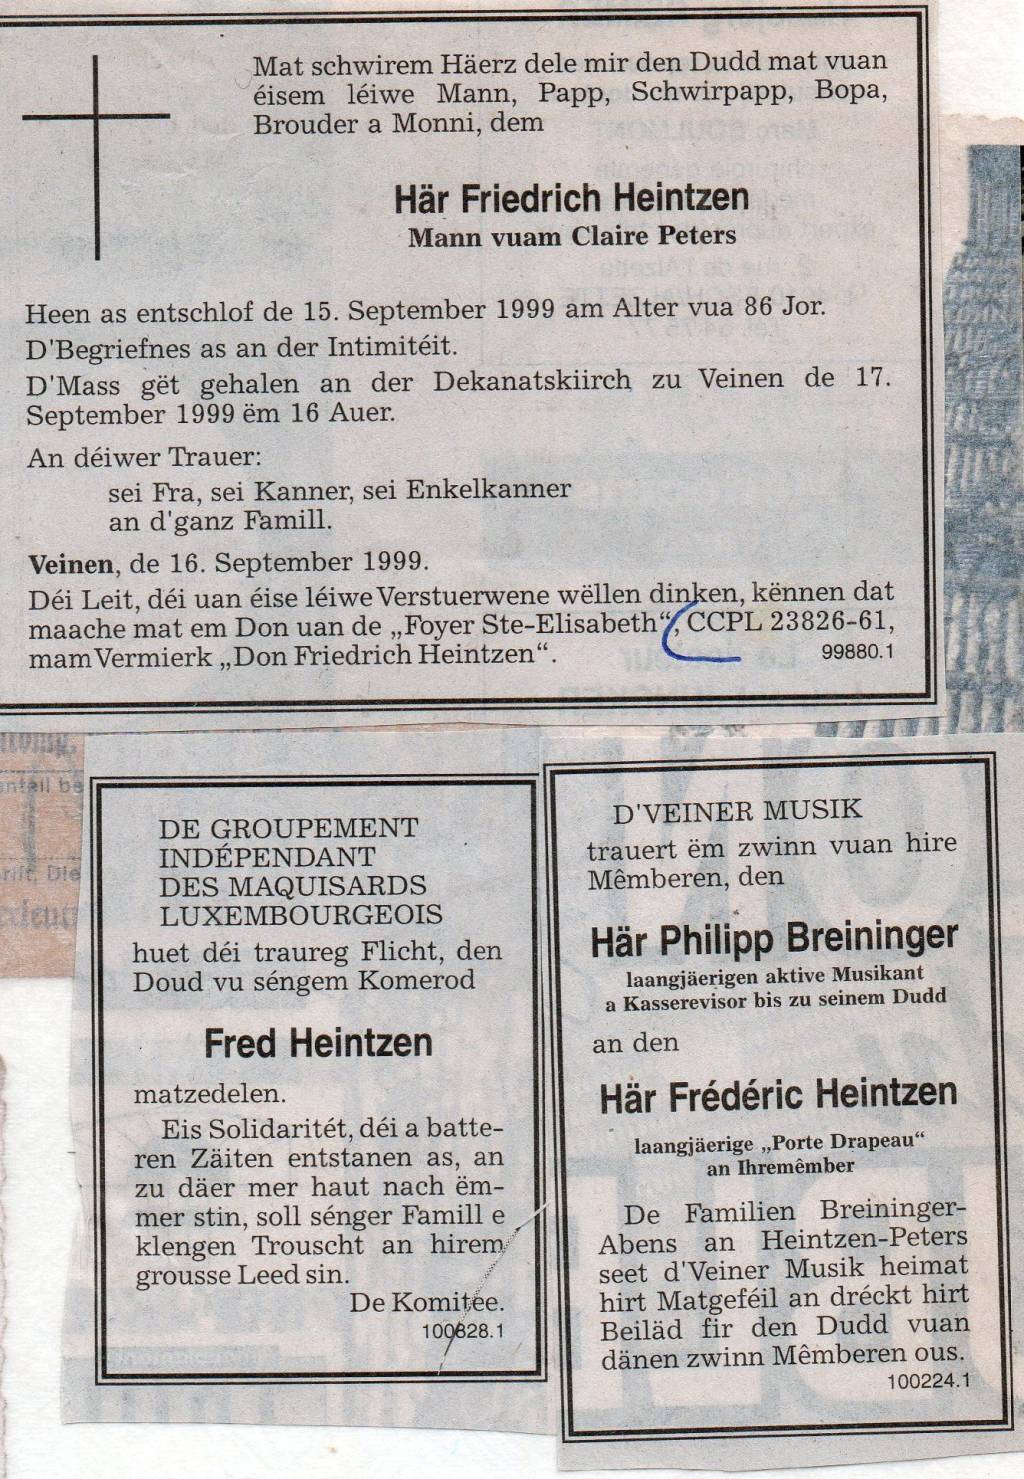 Mat schwirem Häerz dele mir den Dudd mat vuan
éisem léiwe Mann, Papp, Schwirpapp, Bopa,
Brouder a Monni, dem
Här Friedrich Heintzen
Mann vuam Claire Peters
Heen as entschlof de 15. September 1999 am Alter vua 86 Jor.
D'Begriefnes as an der Intimitéit.
D'Mass gët gehalen an der Dekanatskiirch zu Veinen de 17.
September 1999 ëm 16 Auer.
An déiwer Trauer:
sei Fra, sei Kanner, sei Enkelkanner
an d'ganz Famill.
Veinen, de 16. September 1999.
Déi Leit, déi uan éise léiwe Verstuerwene wëllen dinken, kënnen dat
maache mat em Don uan de „Foyer Ste-Elisabeth“, CCPL 23826-61,
mam Vermierk „Don Friedrich Heintzen“. 99880.1
DE GROUPEMENT
INDÉPENDANT
DES MAQUISARDS
LUXEMBOURGEOIS
huet déi traureg Flicht, den
Doud vu séngem Komerod
Fred Heintzen
matzedelen.
Eis Solidaritét, déi a batte-
ren Zäiten entstanen as, an
zu däer mer haut nach ëm-
mer stin, soll sénger Famill e
klengen Trouscht an hirem
grousse Leed sin.
De Komitee.
100828.1
D'VEINER MUSIK
trauert ëm zwinn vuan hire
Mêmberen, den
Här Philipp Breininger
laangjäerigen aktive Musikant
a Kasserevisor bis zu seinem Dudd
an den
Här Frédéric Heintzen
laangjäerige „Porte Drapeau“
an Ihremêmber
De Familien Breininger-
Abens an Heintzen-Peters
seet d'Veiner Musik heimat
hirt Matgeféil an dréckt hirt
Beiläd fir den Dudd vuan
dänen zwinn Mêmberen ous.
100224.1